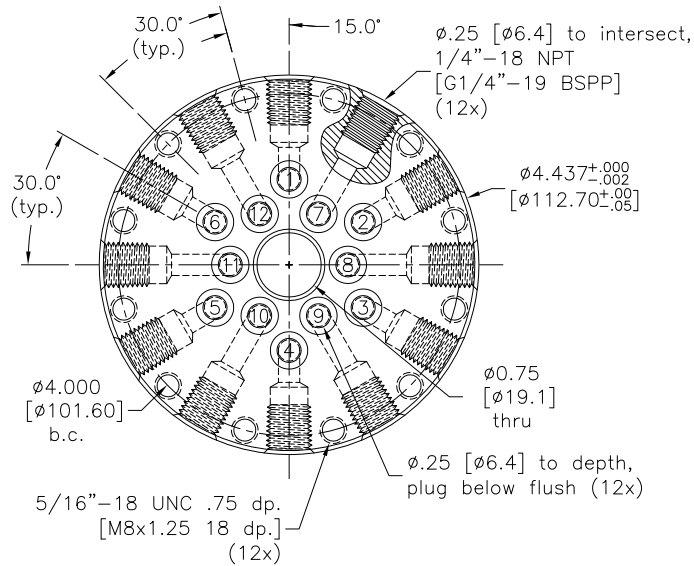 30.0°
(typ.)
15.0°
ø.25 [ø6.4] to intersect,
1/4”-18 NPT
[G1/4”-19 BSPP]
(12x)
30.0°
(typ.)
ø4.437+.000
-.002
[ø112.70+.00]
-.05
1
12
7
6
2
11
8
5
3
10
9
4
ø4.000
[ø101.60]
b.c.
ø0.75
[ø19.1]
thru
ø.25 [ø6.4] to depth,
plug below flush (12x)
5/16”-18 UNC .75 dp.
[M8x1.25 18 dp.]
(12x)